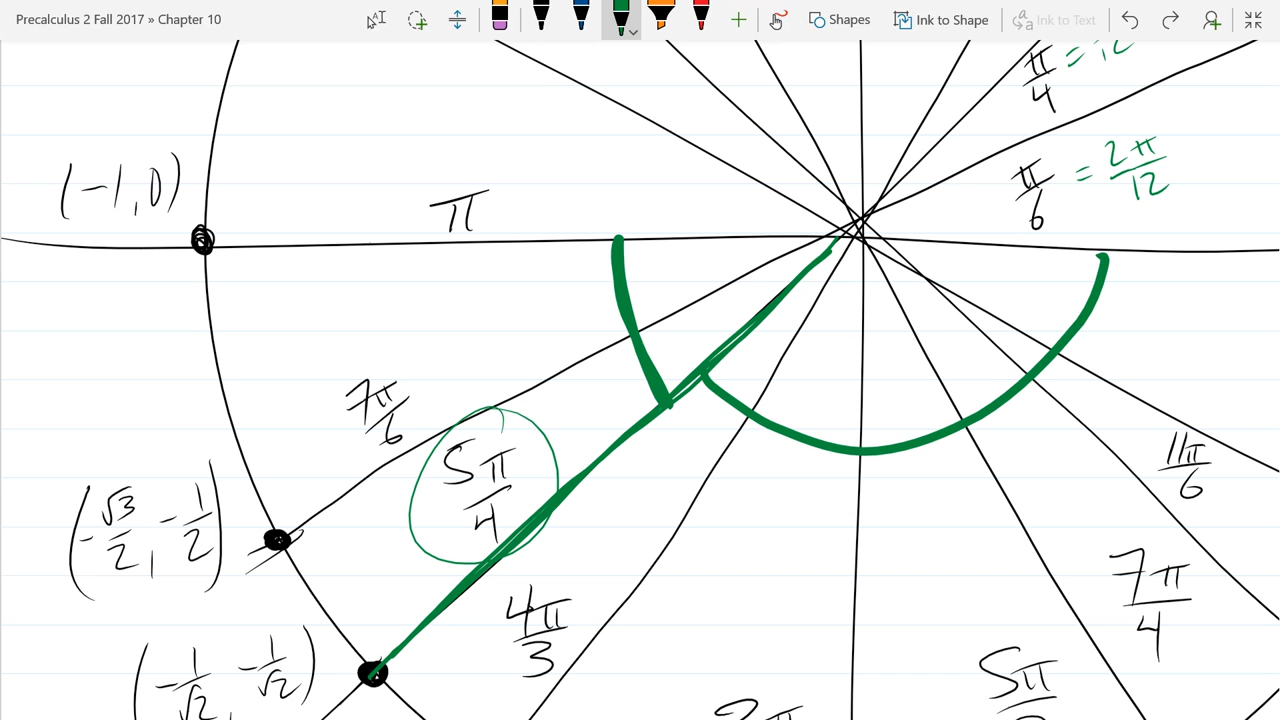 Precalculus 2 Fall 2017 » Chapter 10
Shapes
Ink to Shape
Ink to Text
π/4 = /12
π/6 = 2π/12
(-1,0)
π
7π/6
5π/4
(-√3/2, -1/2)
4π/3
(-1/√2, -1/√2)
11π/6
7π/4
5π
π